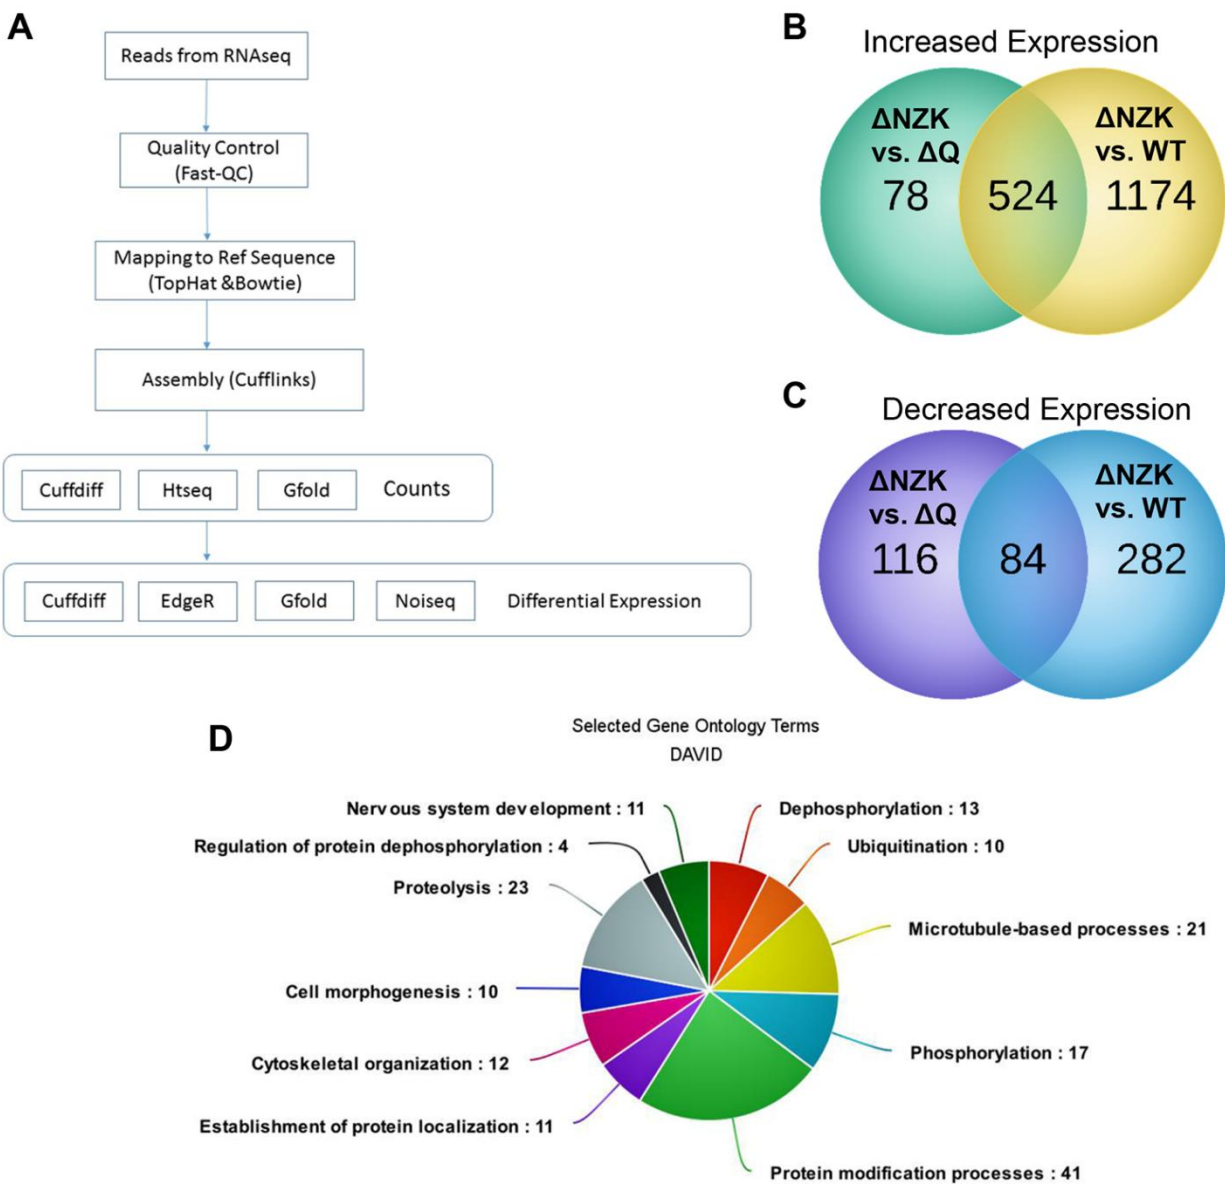 A
Reads from RNAseq
Quality Control
(Fast-QC)
Mapping to Ref Sequence
(TopHat &Bowtie)
Assembly (Cufflinks)
Cuffdiff
Htseq
Gfold
Counts
Cuffdiff
EdgeR
Gfold
Noiseq
Differential Expression
B
Increased Expression
ΔNZK
vs. ΔQ
78
524
ΔNZK
vs. WT
1174
C
Decreased Expression
ΔNZK
vs. ΔQ
116
84
ΔNZK
vs. WT
282
D
Selected Gene Ontology Terms
DAVID
Nervous system development : 11
Regulation of protein dephosphorylation : 4
Proteolysis : 23
Cell morphogenesis : 10
Cytoskeletal organization : 12
Establishment of protein localization : 11
Dephosphorylation : 13
Ubiquitination : 10
Microtubule-based processes : 21
Phosphorylation : 17
Protein modification processes : 41